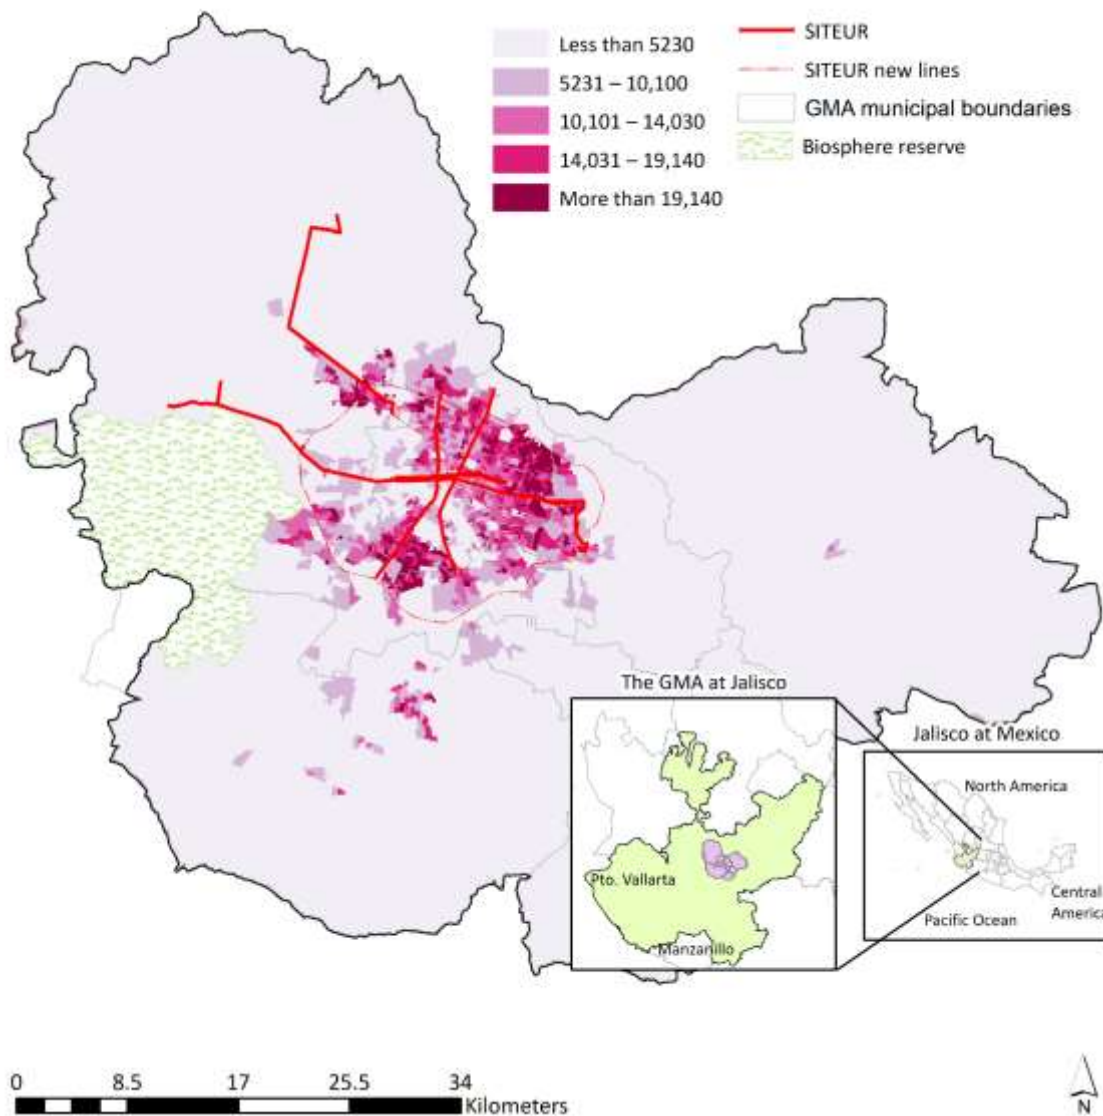 Less than 5230
5231 – 10,100
10,101 – 14,030
14,031 – 19,140
More than 19,140
SITEUR
SITEUR new lines
GMA municipal boundaries
Biosphere reserve
The GMA at Jalisco
Pto. Vallarta
Manzanillo
Jalisco at Mexico
North America
Central
America
Pacific Ocean
0 8.5 17 25.5 34
Kilometers
N